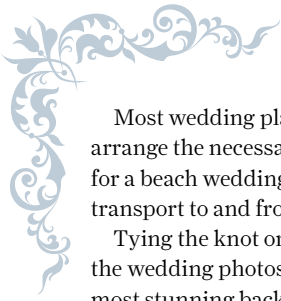 Most wedding
arrange the
for a beach wedding
transport to and
Tying the knot
the wedding photos
most stunning